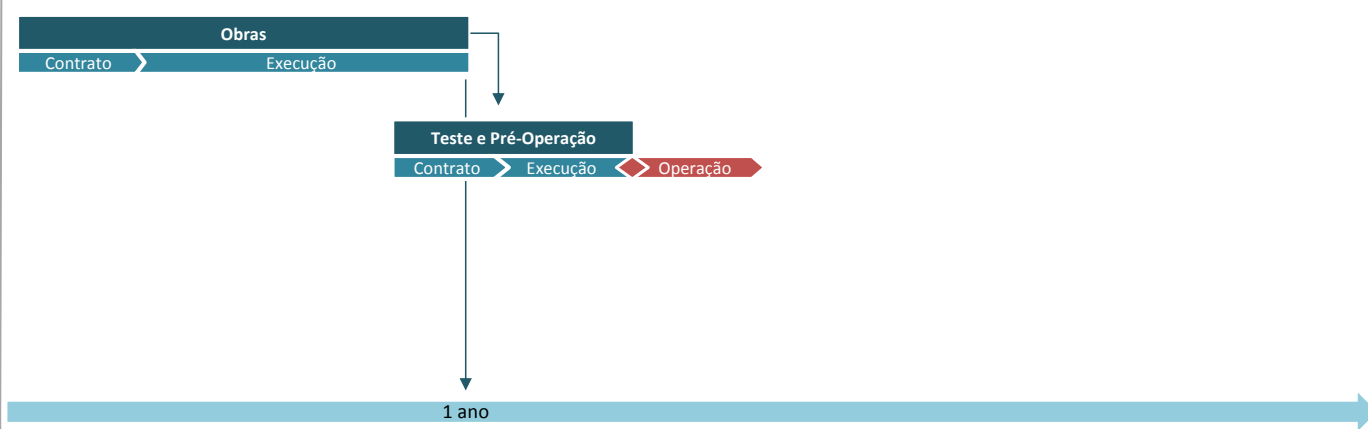 Obras
Contrato Execução
Teste e Pré-Operação
Contrato Execução Operação
1 ano